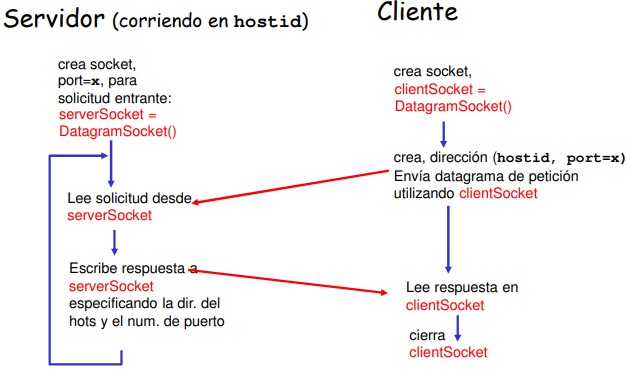 Servidor (corriendo en hostid)
crea socket,
port=x, para
solicitud entrante:
serverSocket =
DatagramSocket()
Lee solicitud desde
serverSocket
Escribe respuesta a
serverSocket
especificando la dir. del
hots y el num. de puerto
Cliente
crea socket,
clientSocket =
DatagramSocket()
crea, dirección (hostid, port=x)
Envía datagrama de petición
utilizando clientSocket
Lee respuesta en
clientSocket
cierra
clientSocket